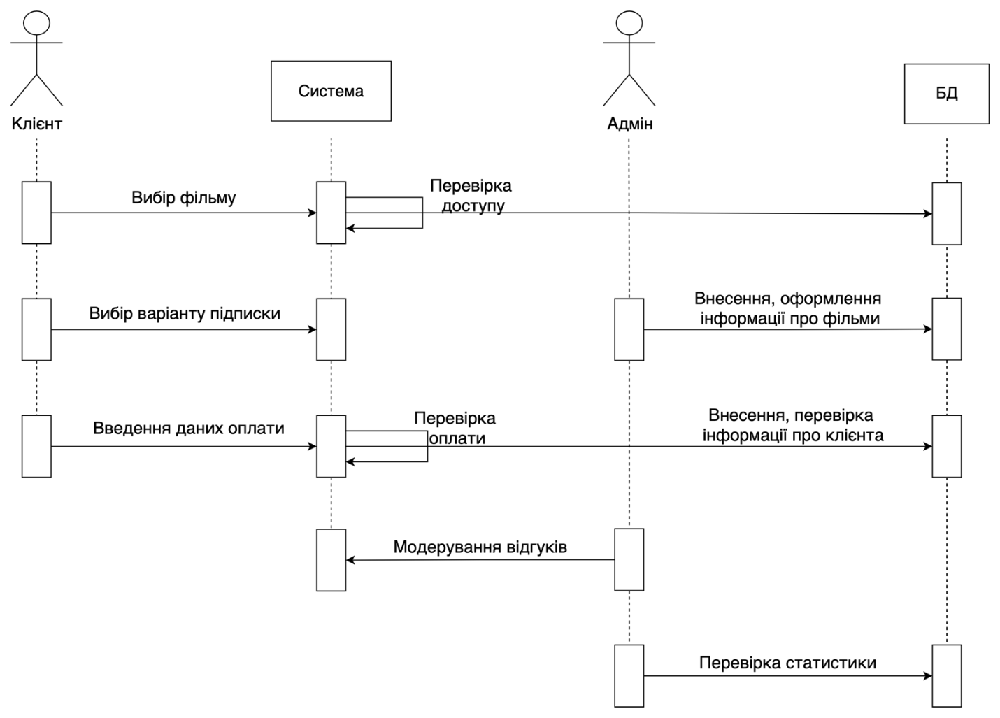 Клієнт
Система
Адмін
БД
Вибір фільму
Перевірка
доступу
Вибір варіанту підписки
Внесення, оформлення
інформації про фільми
Введення даних оплати
Перевірка
оплати
Внесення, перевірка
інформації про клієнта
Модерування відгуків
Перевірка статистики